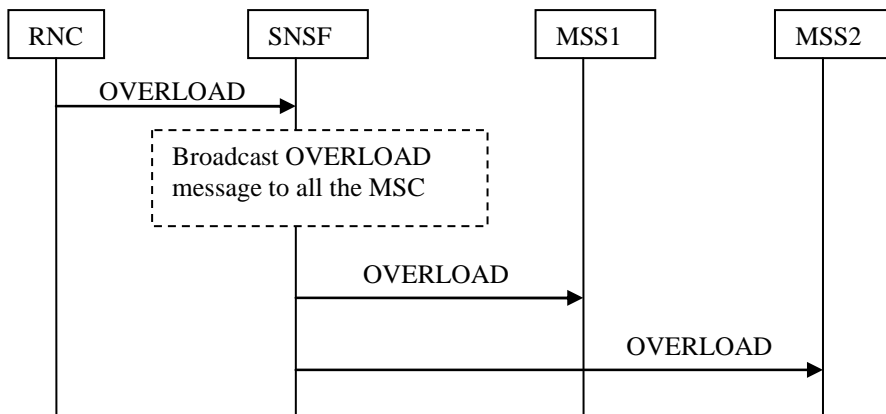 RNC
SNSF
MSS1
MSS2
OVERLOAD
Broadcast OVERLOAD
message to all the MSC
OVERLOAD
OVERLOAD